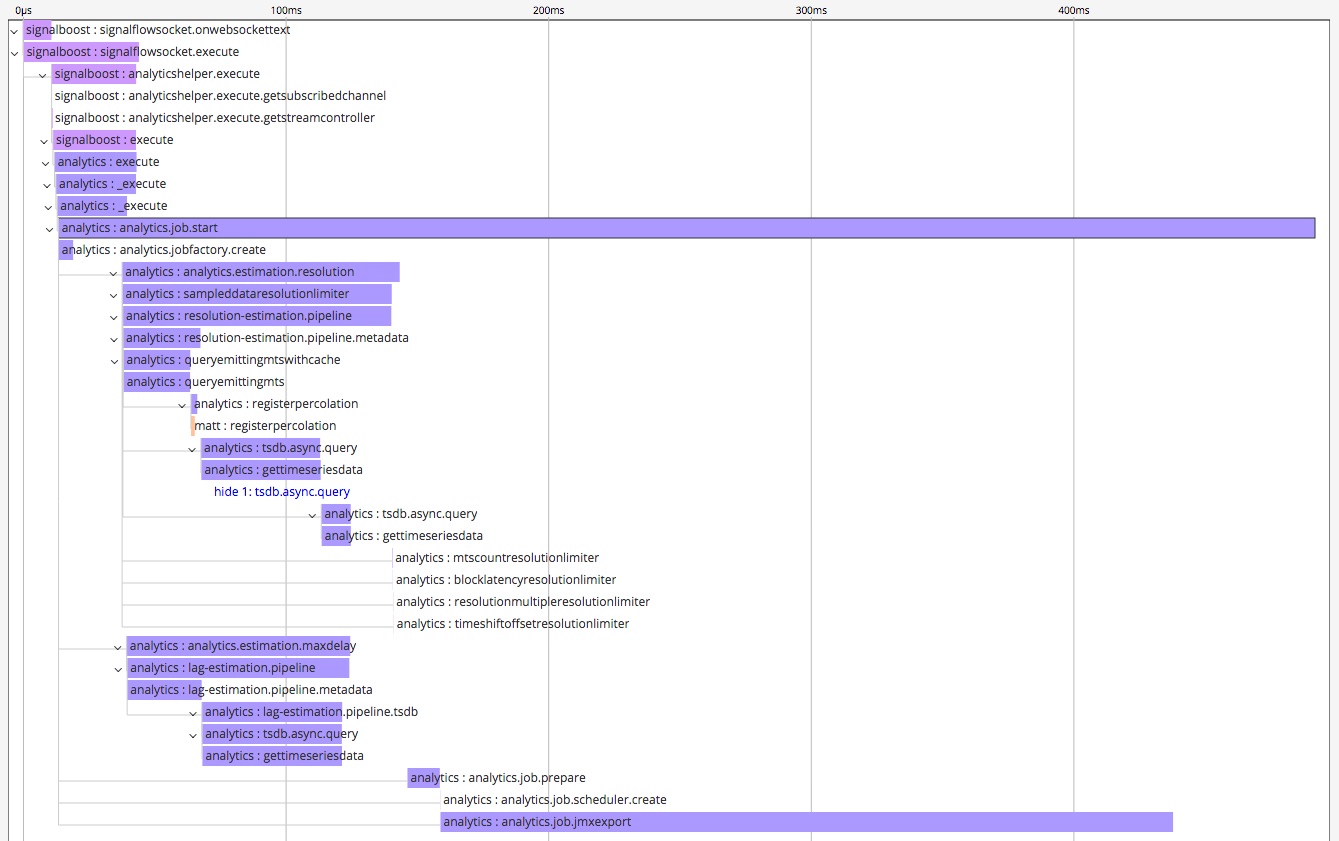 0µs 100ms 200ms 300ms 400ms
signalboost : signalflowsocket.onwebsockettext
signalboost : signalflowsocket.execute
signalboost : analyticshelper.execute
signalboost : analyticshelper.execute.getsubscribedchannel
signalboost : analyticshelper.execute.getstreamcontroller
signalboost : execute
analytics : execute
analytics : _execute
analytics : _execute
analytics : analytics.job.start
analytics : analytics.jobfactory.create
analytics : analytics.estimation.resolution
analytics : sampleddataresolutionlimiter
analytics : resolution-estimation.pipeline
analytics : resolution-estimation.pipeline.metadata
analytics : queryemittingmtswithcache
analytics : queryemittingmts
analytics : registerpercolation
matt : registerpercolation
analytics : tsdb.async.query
analytics : gettimeseriesdata
hide 1: tsdb.async.query
analytics : tsdb.async.query
analytics : gettimeseriesdata
analytics : mtscountresolutionlimiter
analytics : blocklatencyresolutionlimiter
analytics : resolutionmultipleresolutionlimiter
analytics : timeshiftoffsetresolutionlimiter
analytics : analytics.estimation.maxdelay
analytics : lag-estimation.pipeline
analytics : lag-estimation.pipeline.metadata
analytics : lag-estimation.pipeline.tsdb
analytics : tsdb.async.query
analytics : gettimeseriesdata
analytics : analytics.job.prepare
analytics : analytics.job.scheduler.create
analytics : analytics.job.jmxexport